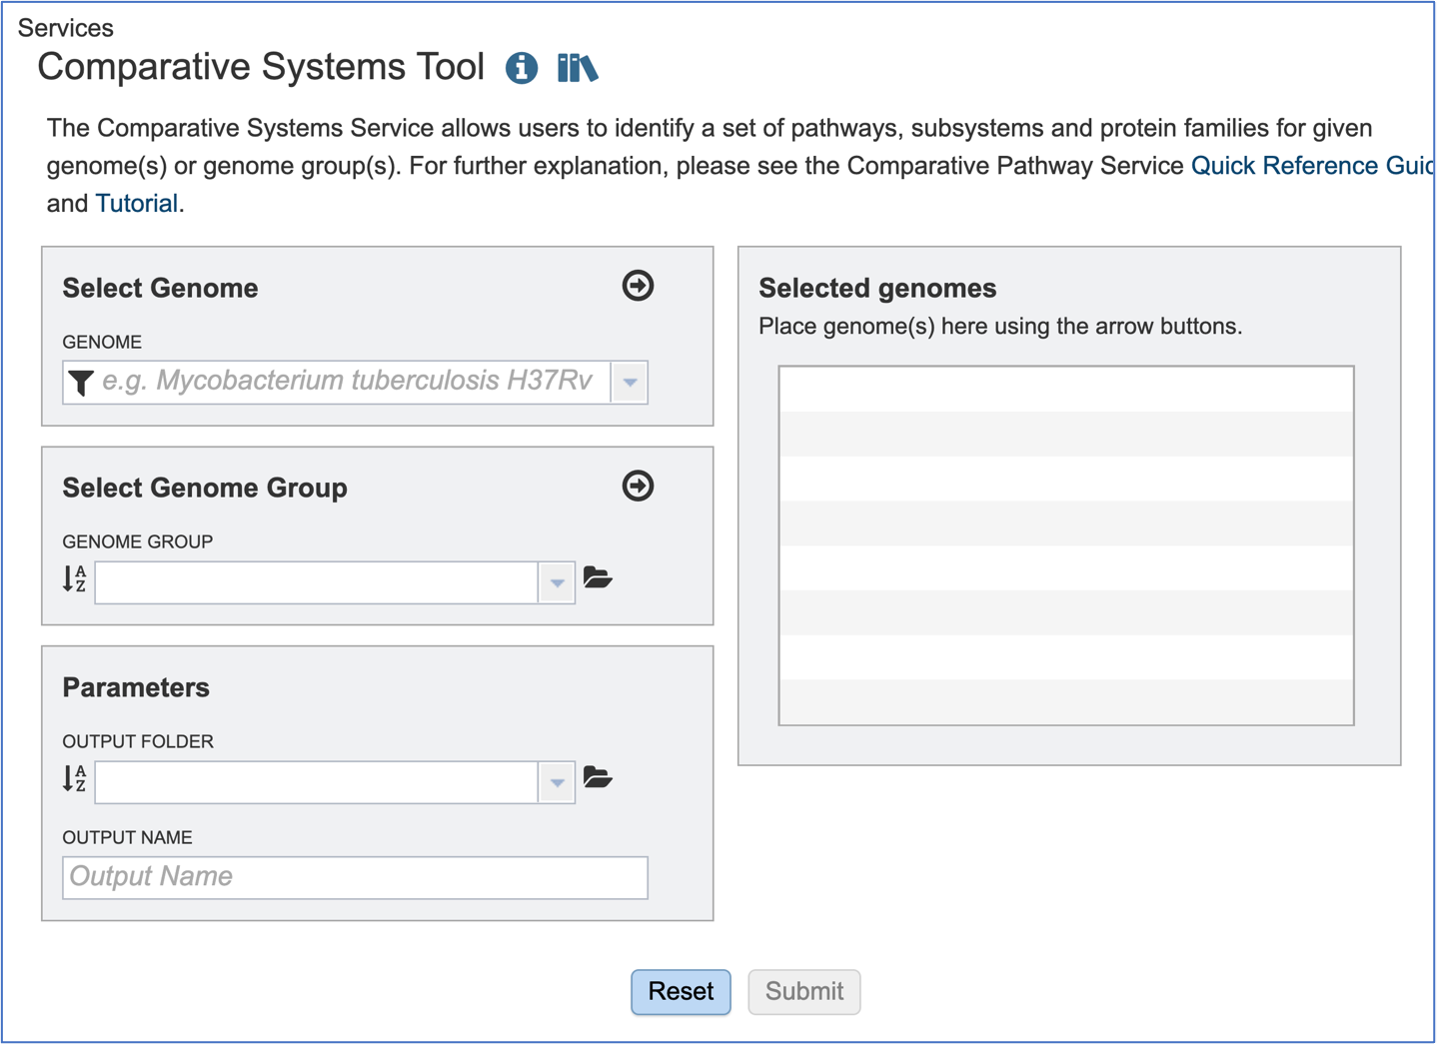 Services
Comparative Systems Tool
The Comparative Systems Service allows users to identify a set of pathways, subsystems and protein families for given
genome(s) or genome group(s). For further explanation, please see the Comparative Pathway Service Quick Reference Guid
and Tutorial.
Select Genome
GENOME
e.g. Mycobacterium tuberculosis H37Rv
Select Genome Group
GENOME GROUP
A
Z
Parameters
OUTPUT FOLDER
A
Z
OUTPUT NAME
Output Name
Selected genomes
Place genome(s) here using the arrow buttons.
Reset
Submit